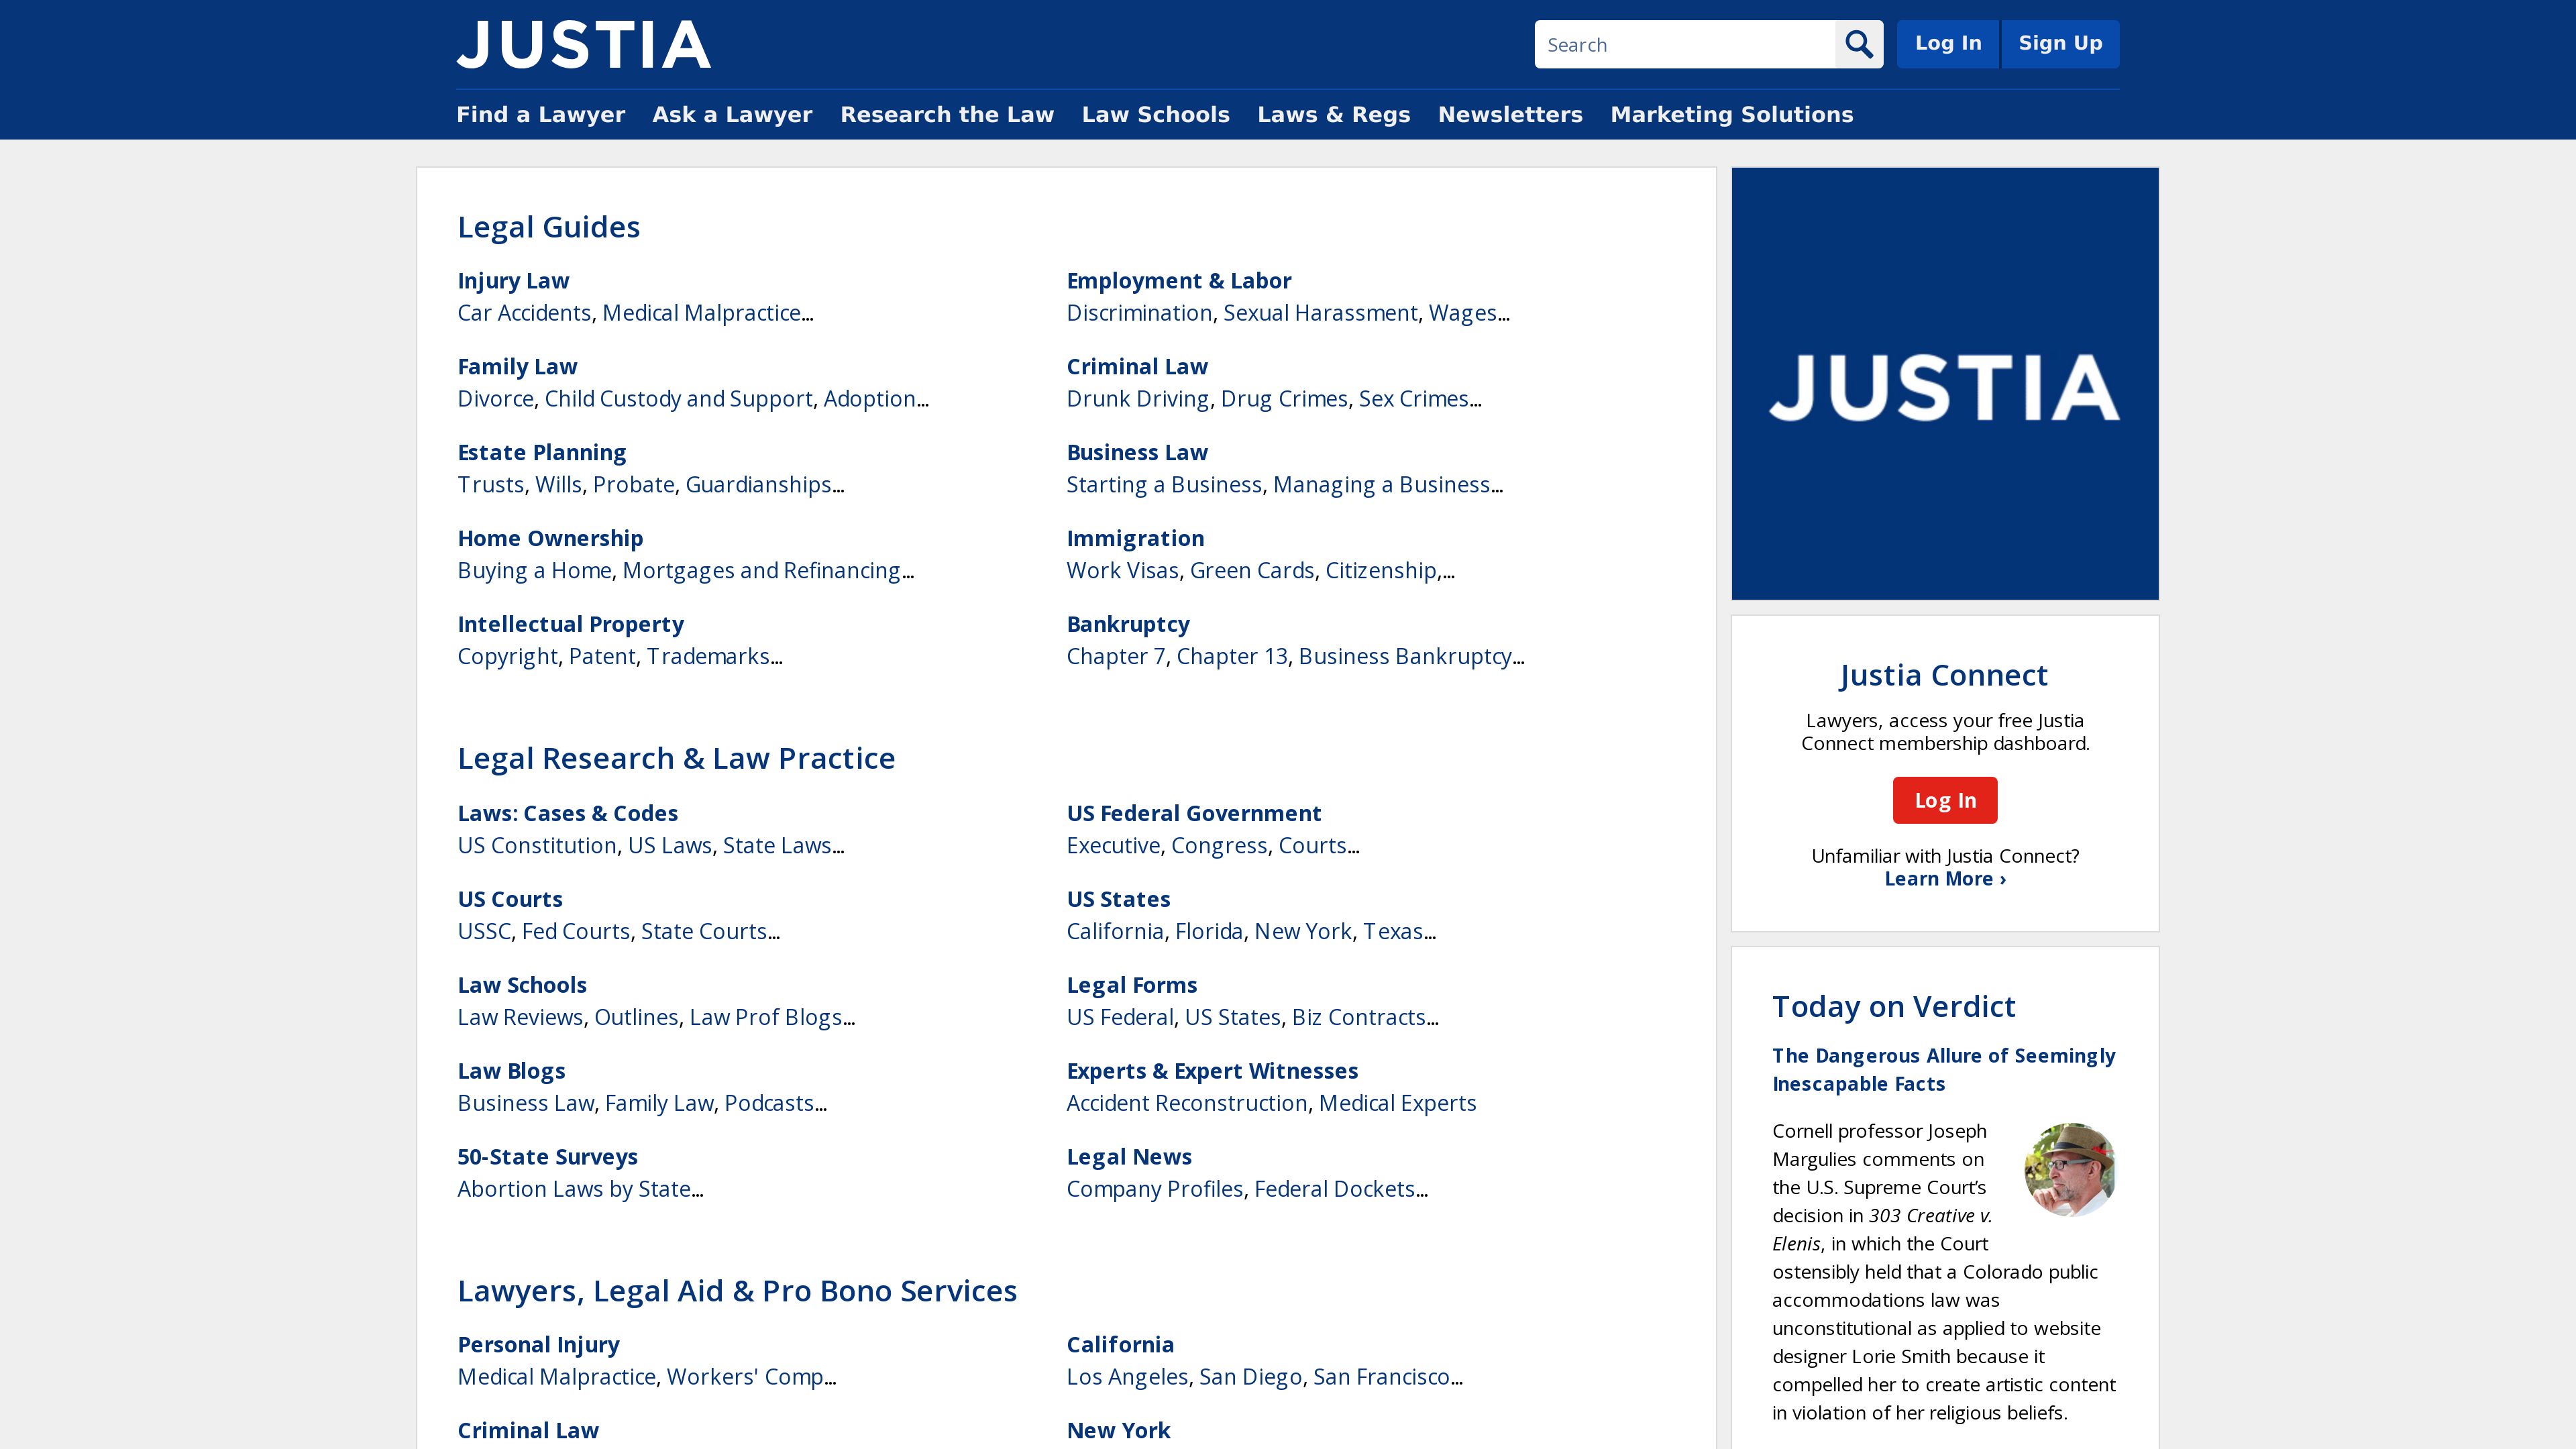 JUSTIA
Search
Log In
Sign Up
Find a Lawyer Ask a Lawyer Research the Law Law Schools Laws & Regs Newsletters Marketing Solutions
Legal Guides
Injury Law
Car Accidents, Medical Malpractice...
Employment & Labor
Discrimination, Sexual Harassment, Wages...
Family Law
Divorce, Child Custody and Support, Adoption...
Criminal Law
Drunk Driving, Drug Crimes, Sex Crimes...
Estate Planning
Trusts, Wills, Probate, Guardianships...
Business Law
Starting a Business, Managing a Business...
Home Ownership
Buying a Home, Mortgages and Refinancing...
Immigration
Work Visas, Green Cards, Citizenship,...
Intellectual Property
Copyright, Patent, Trademarks...
Bankruptcy
Chapter 7, Chapter 13, Business Bankruptcy...
Legal Research & Law Practice
Laws: Cases & Codes
US Constitution, US Laws, State Laws...
US Federal Government
Executive, Congress, Courts...
US Courts
USSC, Fed Courts, State Courts...
US States
California, Florida, New York, Texas...
Law Schools
Law Reviews, Outlines, Law Prof Blogs...
Legal Forms
US Federal, US States, Biz Contracts...
Law Blogs
Business Law, Family Law, Podcasts...
Experts & Expert Witnesses
Accident Reconstruction, Medical Experts
50-State Surveys
Abortion Laws by State...
Legal News
Company Profiles, Federal Dockets...
Lawyers, Legal Aid & Pro Bono Services
Personal Injury
Medical Malpractice, Workers' Comp...
California
Los Angeles, San Diego, San Francisco...
Criminal Law
New York
JUSTIA
Justia Connect
Lawyers, access your free Justia
Connect membership dashboard.
Log In
Unfamiliar with Justia Connect?
Learn More ›
Today on Verdict
The Dangerous Allure of Seemingly
Inescapable Facts
Cornell professor Joseph
Margulies comments on
the U.S. Supreme Court’s
decision in 303 Creative v.
Elenis, in which the Court
ostensibly held that a Colorado public
accommodations law was
unconstitutional as applied to website
designer Lorie Smith because it
compelled her to create artistic content
in violation of her religious beliefs.